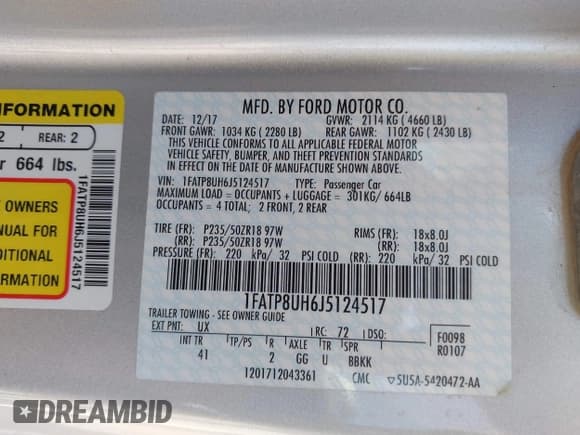 INFORMATION
2 REAR: 2
r 664 lbs.
OWNERS
NUAL FOR
DITIONAL
FORMATION
1FATP8UH6J5124517
MFD. BY FORD MOTOR CO.
DATE: 12/17 GVWR: 2114 KG ( 4660 LB)
FRONT GAWR: 1034 KG ( 2280 LB) REAR GAWR: 1102 KG ( 2430 LB)
THIS VEHICLE CONFORMS TO ALL APPLICABLE FEDERAL MOTOR
VEHICLE SAFETY, BUMPER, AND THEFT PREVENTION STANDARDS
IN EFFECT ON THE DATE OF MANUFACTURE SHOWN ABOVE.
VIN: 1FATP8UH6J5124517 TYPE: Passenger Car
MAXIMUM LOAD = OCCUPANTS + LUGGAGE = 301KG/ 664LB
OCCUPANTS = 4 TOTAL; 2 FRONT, 2 REAR
TIRE (FR): P235/50ZR18 97W RIMS (FR): 18x8.0J
(RR): P235/50ZR18 97W (RR): 18x8.0J
PRESSURE (FR): 220 kPa/ 32 PSI COLD (RR): 220 kPa/ 32 PSI COLD
1FATP8UH6J5124517
TRAILER TOWING - SEE OWNER GUIDE
EXT PNT: UX RC: 72 DSO: F0098
INT TR TP/PS R AXLE TR SPR R0107
41 2 GG U BBKK
1201712043361 CMC 5U5A-5420472-AA
DREAMBID